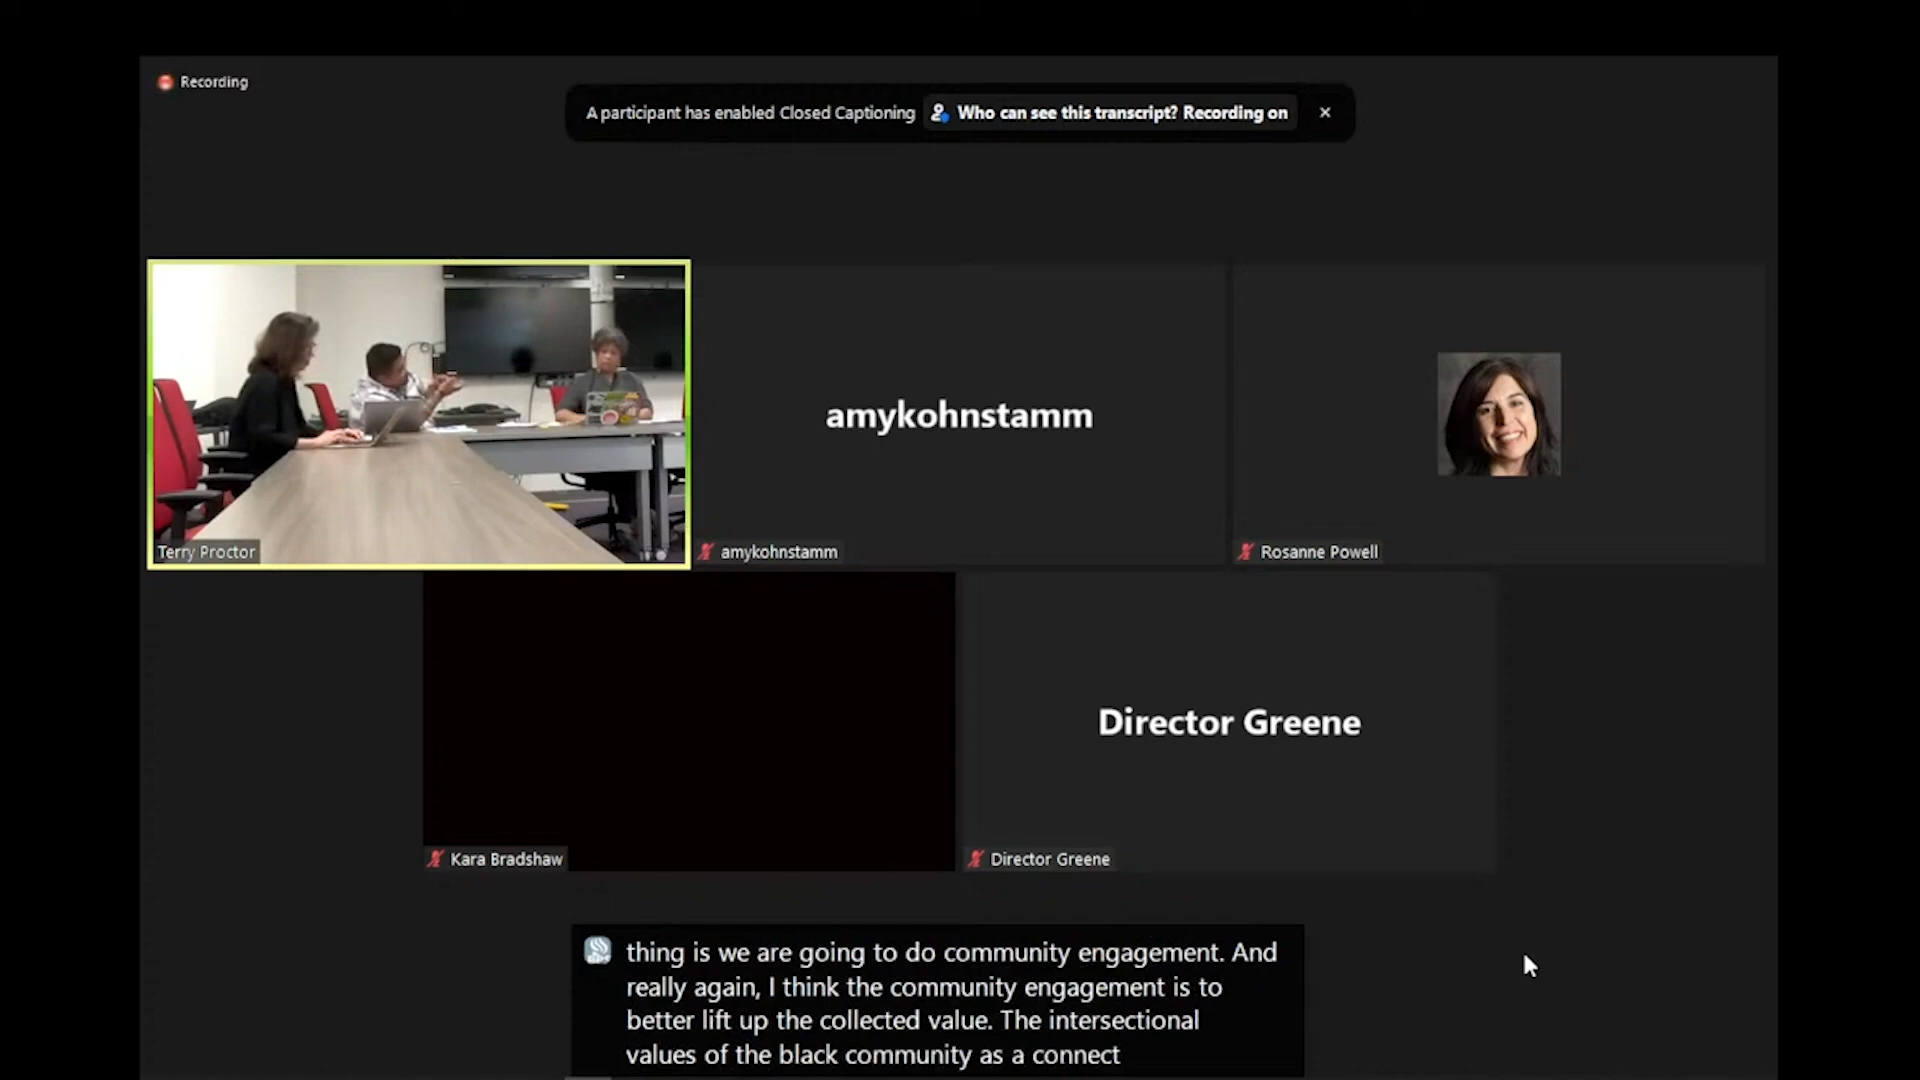 Recording
A participant has enabled Closed Captioning
Who can see this transcript? Recording on
Terry Proctor
amykohnstamm
amykohnstamm
Rosanne Powell
Kara Bradshaw
Director Greene
Director Greene
thing is we are going to do community engagement. And
really again, I think the community engagement is to
better lift up the collected value. The intersectional
values of the black community as a connect